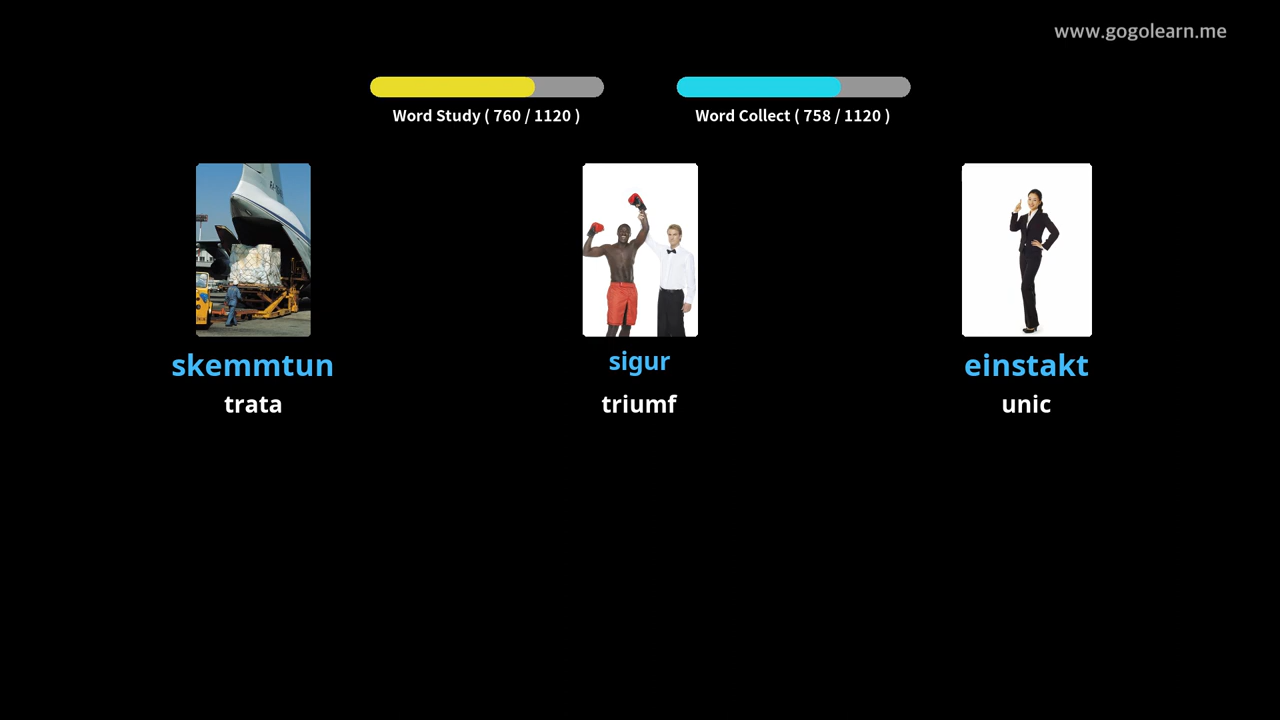 www.gogolearn.me
Word Study ( 760 / 1120 )
Word Collect ( 758 / 1120 )
skemmtun
sigur
einstakt
trata
triumf
unic